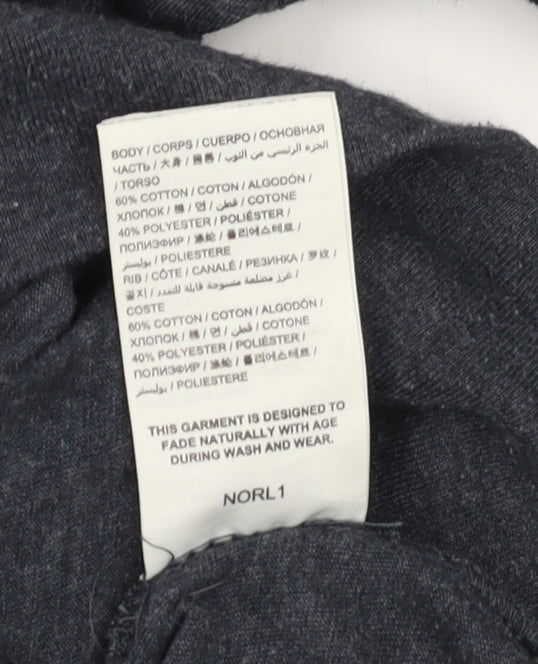 BODY / CORPS / CUERPO / ОСНОВНАЯ
ЧАСТЬ / 大身 / / الجزء الرئيسي من الثوب /
/ TORSO
60% COTTON / COTON / ALGODÓN /
ХЛОПОК / 棉 / 면 / قطن / COTONE
40% POLYESTER / POLIÉSTER /
ПОЛИЭФИР / 涤纶 / 폴리에스테르 /
بوليستر / POLIESTERE
RIB / CÔTE / CANALÉ / РЕЗИНКА / 罗纹 /
골지 / غرز مضلعة منسوجة قابلة للتمدد /
COSTE
60% COTTON / COTON / ALGODÓN /
ХЛОПОК / 棉 / 면 / قطن / COTONE
40% POLYESTER / POLIÉSTER /
ПОЛИЭФИР / 涤纶 / 폴리에스테르 /
بوليستر / POLIESTERE
THIS GARMENT IS DESIGNED TO
FADE NATURALLY WITH AGE
DURING WASH AND WEAR.
NORL1